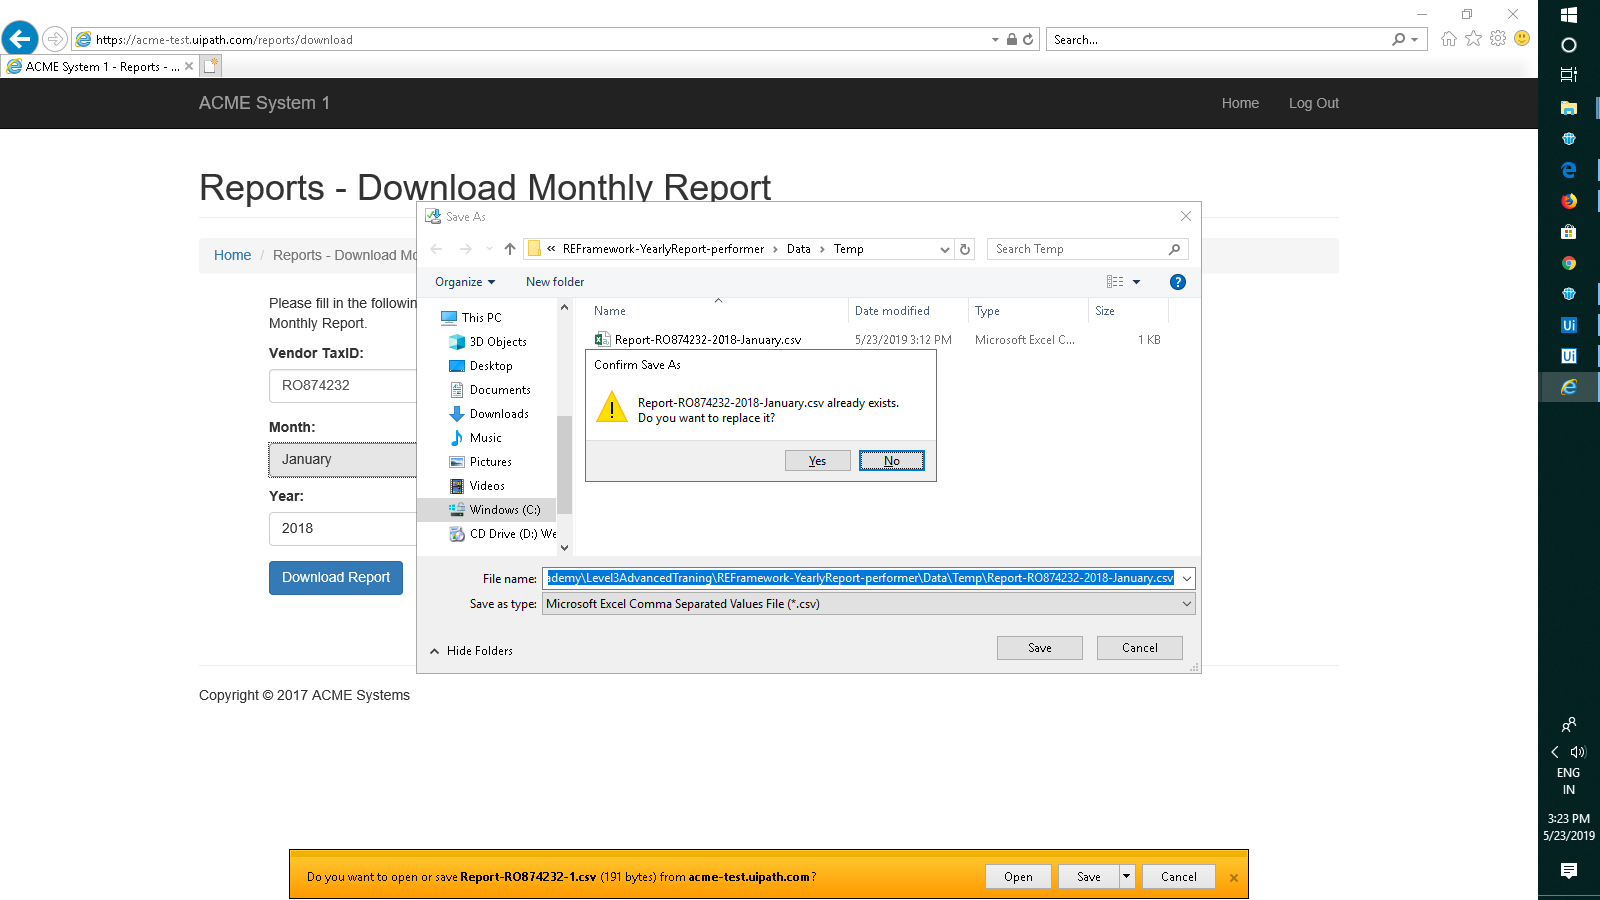 https://acme-test.uipath.com/reports/download
Search...
ACME System 1 - Reports - ...
ACME System 1
Home
Log Out
Reports - Download Monthly Report
Save As
« REFramework-YearlyReport-performer > Data > Temp
Search Temp
Home / Reports - Download Mo
Organize
New folder
Name
Date modified
Type
Size
Please fill in the followin
Monthly Report.
Vendor TaxID:
RO874232
Month:
January
Year:
2018
Download Report
This PC
3D Objects
Desktop
Documents
Downloads
Music
Pictures
Videos
Windows (C:)
CD Drive (D:) We
Report-RO874232-2018-January.csv
5/23/2019 3:12 PM
Microsoft Excel C...
1 KB
Confirm Save As
Report-RO874232-2018-January.csv already exists.
Do you want to replace it?
Yes
No
File name:
ademy\Level3AdvancedTraning\REFramework-YearlyReport-performer\Data\Temp\Report-RO874232-2018-January.csv
Save as type:
Microsoft Excel Comma Separated Values File (*.csv)
Hide Folders
Save
Cancel
Copyright © 2017 ACME Systems
Do you want to open or save Report-RO874232-1.csv (191 bytes) from acme-test.uipath.com?
Open
Save
Cancel
Ui
Ui
ENG
IN
3:23 PM
5/23/2019